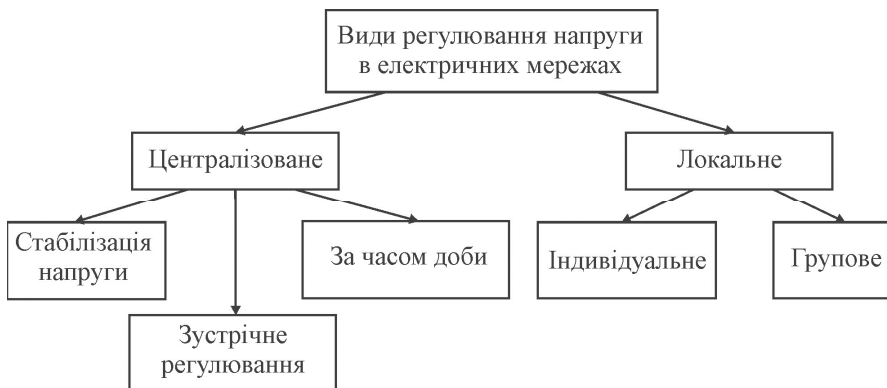 Види регулювання напруги
в електричних мережах
Централізоване
Локальне
Стабілізація
напруги
За часом доби
Індивідуальне
Групове
Зустрічне
регулювання